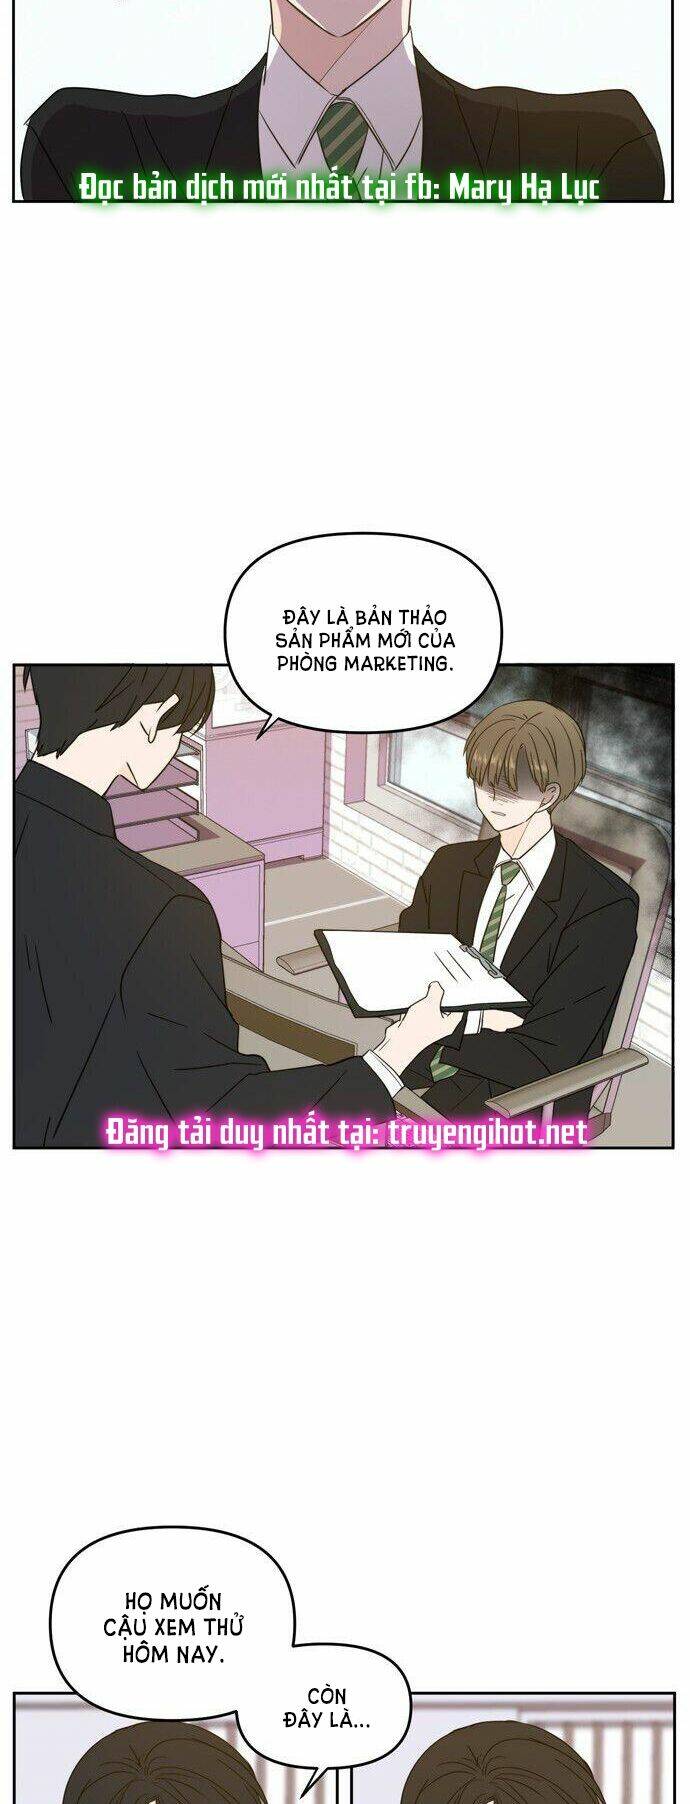 Đọc bản dịch mới nhất tại fb: Mary Hạ Lục
ĐÂY LÀ BẢN THẢO
SẢN PHẨM MỚI CỦA
PHÒNG MARKETING.
Đăng tải duy nhất tại: truyengihot.net
HỌ MUỐN
CẬU XEM THỬ
HÔM NAY.
CÒN
ĐÂY LÀ...